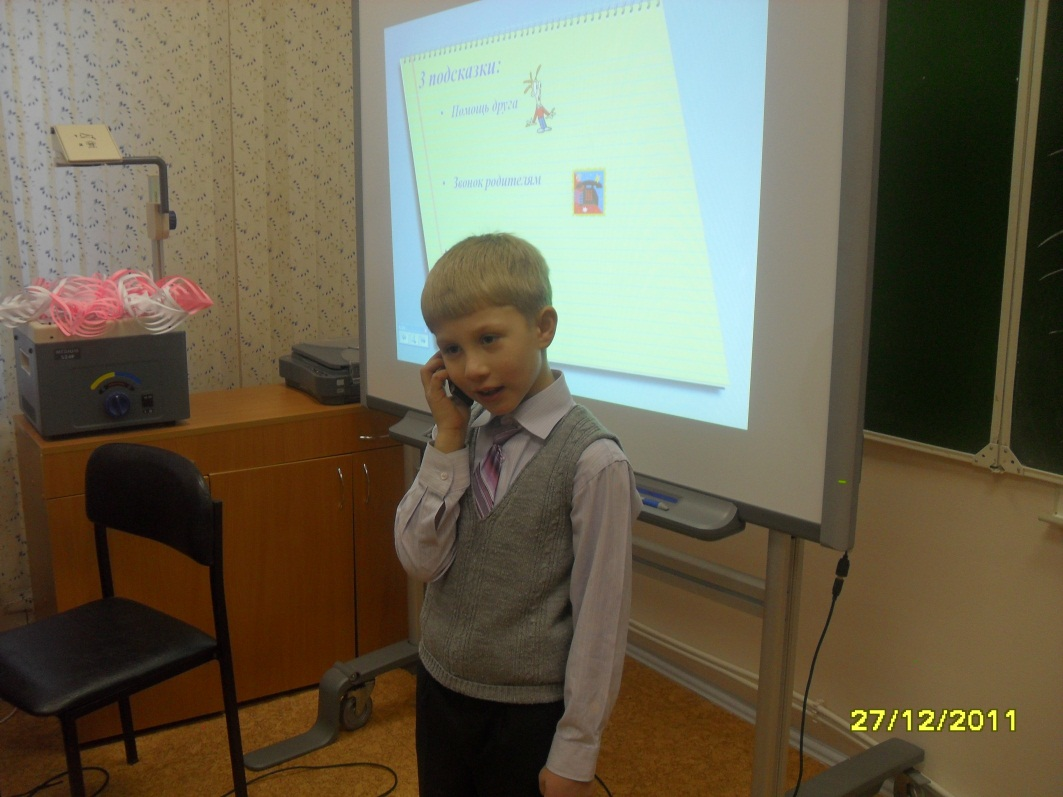 3 подсказки:
• Помощь друга
• Звонок родителям
27/12/2011